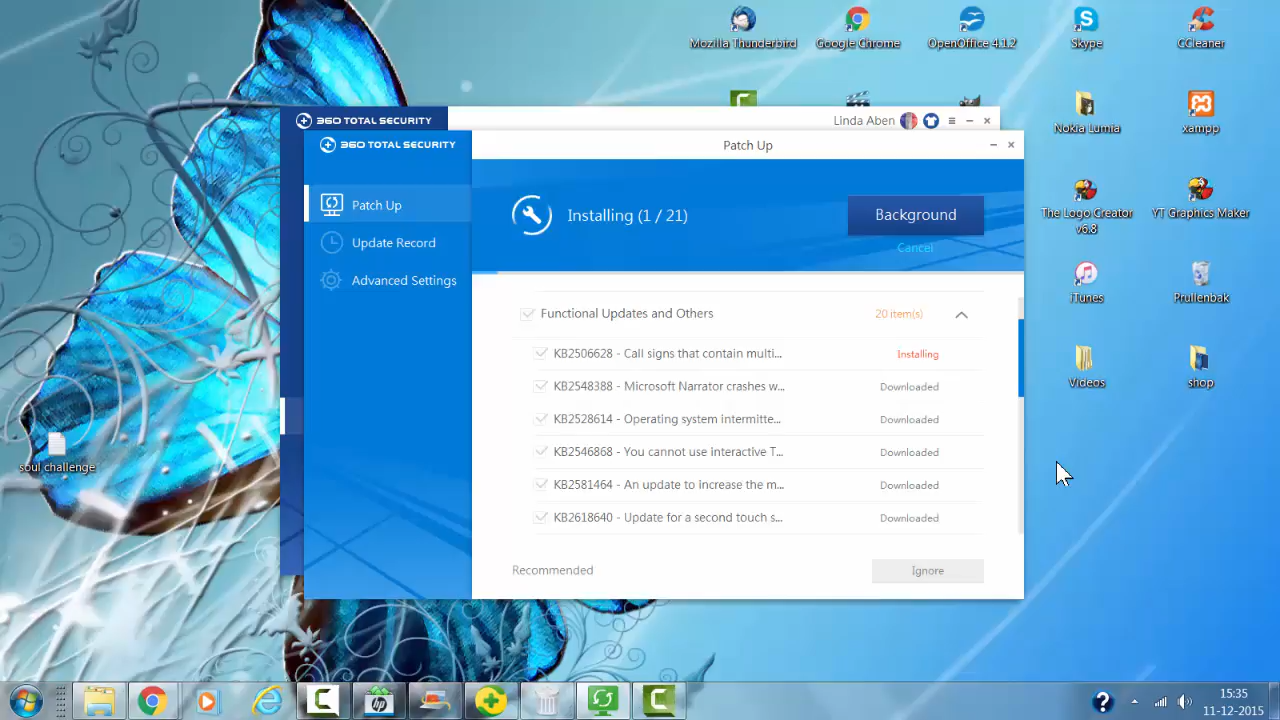 Mozilla Thunderbird
Google Chrome
OpenOffice 4.1.2
Skype
CCleaner
360 TOTAL SECURITY
Linda Aben
360 TOTAL SECURITY
Patch Up
Nokia Lumia
xampp
Patch Up
Installing (1 / 21)
Background
The Logo Creator
v6.8
YT Graphics Maker
Update Record
Cancel
Advanced Settings
iTunes
Prullenbak
Functional Updates and Others
20 item(s)
KB2506628 - Call signs that contain multi...
Installing
KB2548388 - Microsoft Narrator crashes w...
Downloaded
Videos
shop
KB2528614 - Operating system intermitte...
Downloaded
KB2546868 - You cannot use interactive T...
Downloaded
soul challenge
KB2581464 - An update to increase the m...
Downloaded
KB2618640 - Update for a second touch s...
Downloaded
Recommended
Ignore
hp
15:35
11-12-2015